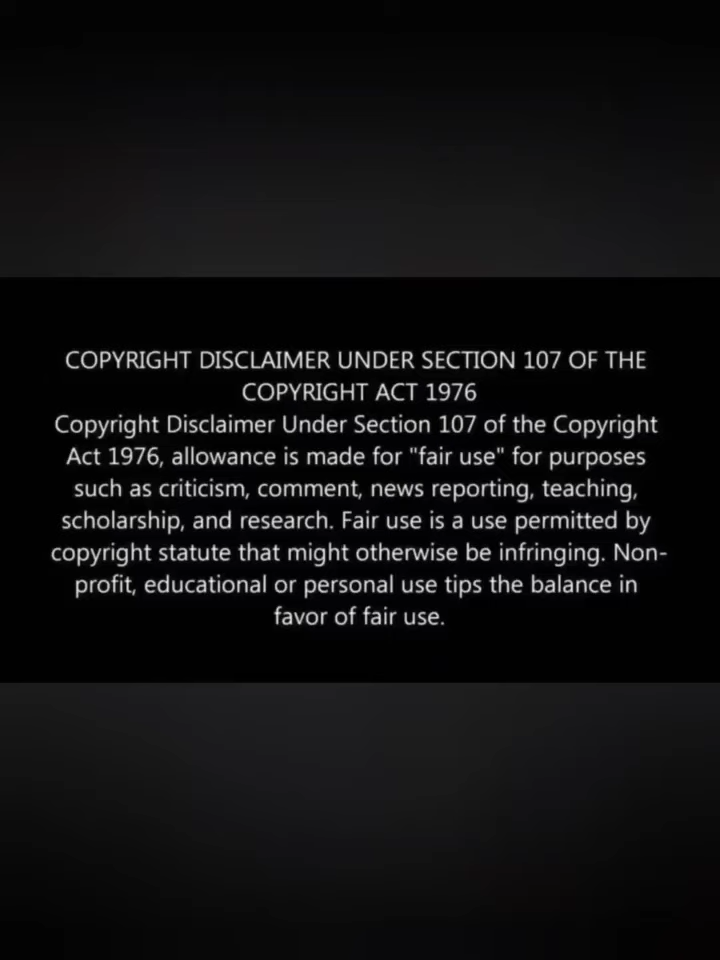 COPYRIGHT DISCLAIMER UNDER SECTION 107 OF THE
COPYRIGHT ACT 1976
Copyright Disclaimer Under Section 107 of the Copyright
Act 1976, allowance is made for "fair use" for purposes
such as criticism, comment, news reporting, teaching,
scholarship, and research. Fair use is a use permitted by
copyright statute that might otherwise be infringing. Non-
profit, educational or personal use tips the balance in
favor of fair use.